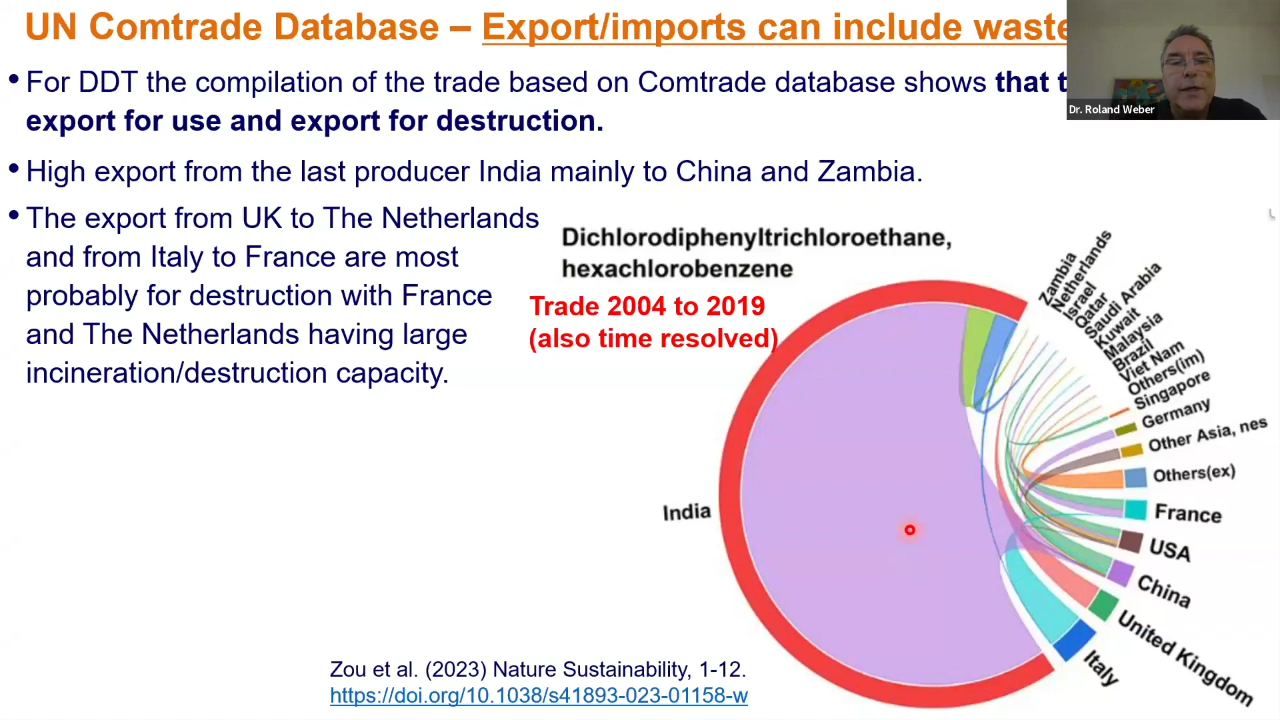 UN Comtrade Database – Export/imports can include waste
• For DDT the compilation of the trade based on Comtrade database shows that
export for use and export for destruction.
• High export from the last producer India mainly to China and Zambia.
• The export from UK to The Netherlands
and from Italy to France are most
probably for destruction with France
and The Netherlands having large
incineration/destruction capacity.
Dr. Roland Weber
Dichlorodiphenyltrichloroethane,
hexachlorobenzene
Trade 2004 to 2019
(also time resolved)
Zambia
Netherlands
Israel
Qatar
Saudi Arabia
Kuwait
Malaysia
Brazil
Viet Nam
Others(im)
Singapore
Germany
Other Asia, nes
Others(ex)
France
USA
China
United Kingdom
Italy
India
Zou et al. (2023) Nature Sustainability, 1-12.
https://doi.org/10.1038/s41893-023-01158-w